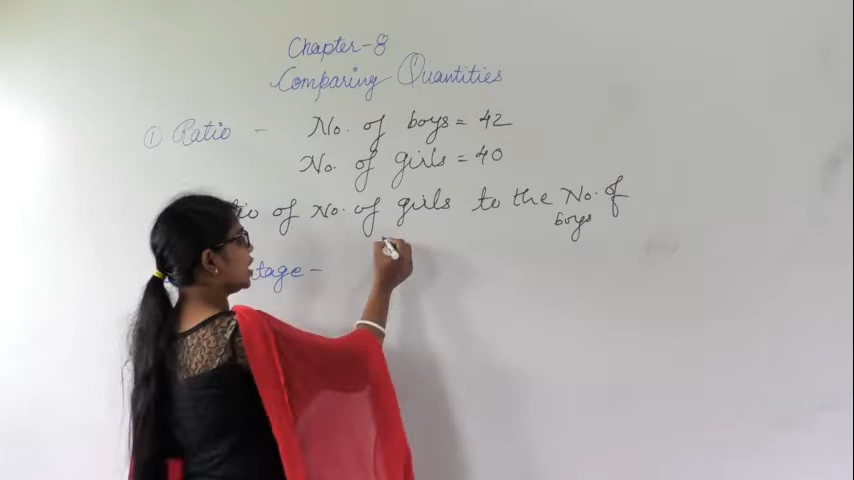 Chapter-8
Comparing Quantities
① Ratio - No. of boys = 42
No. of girls = 40
of No. of girls to the No. of
boys
tage -